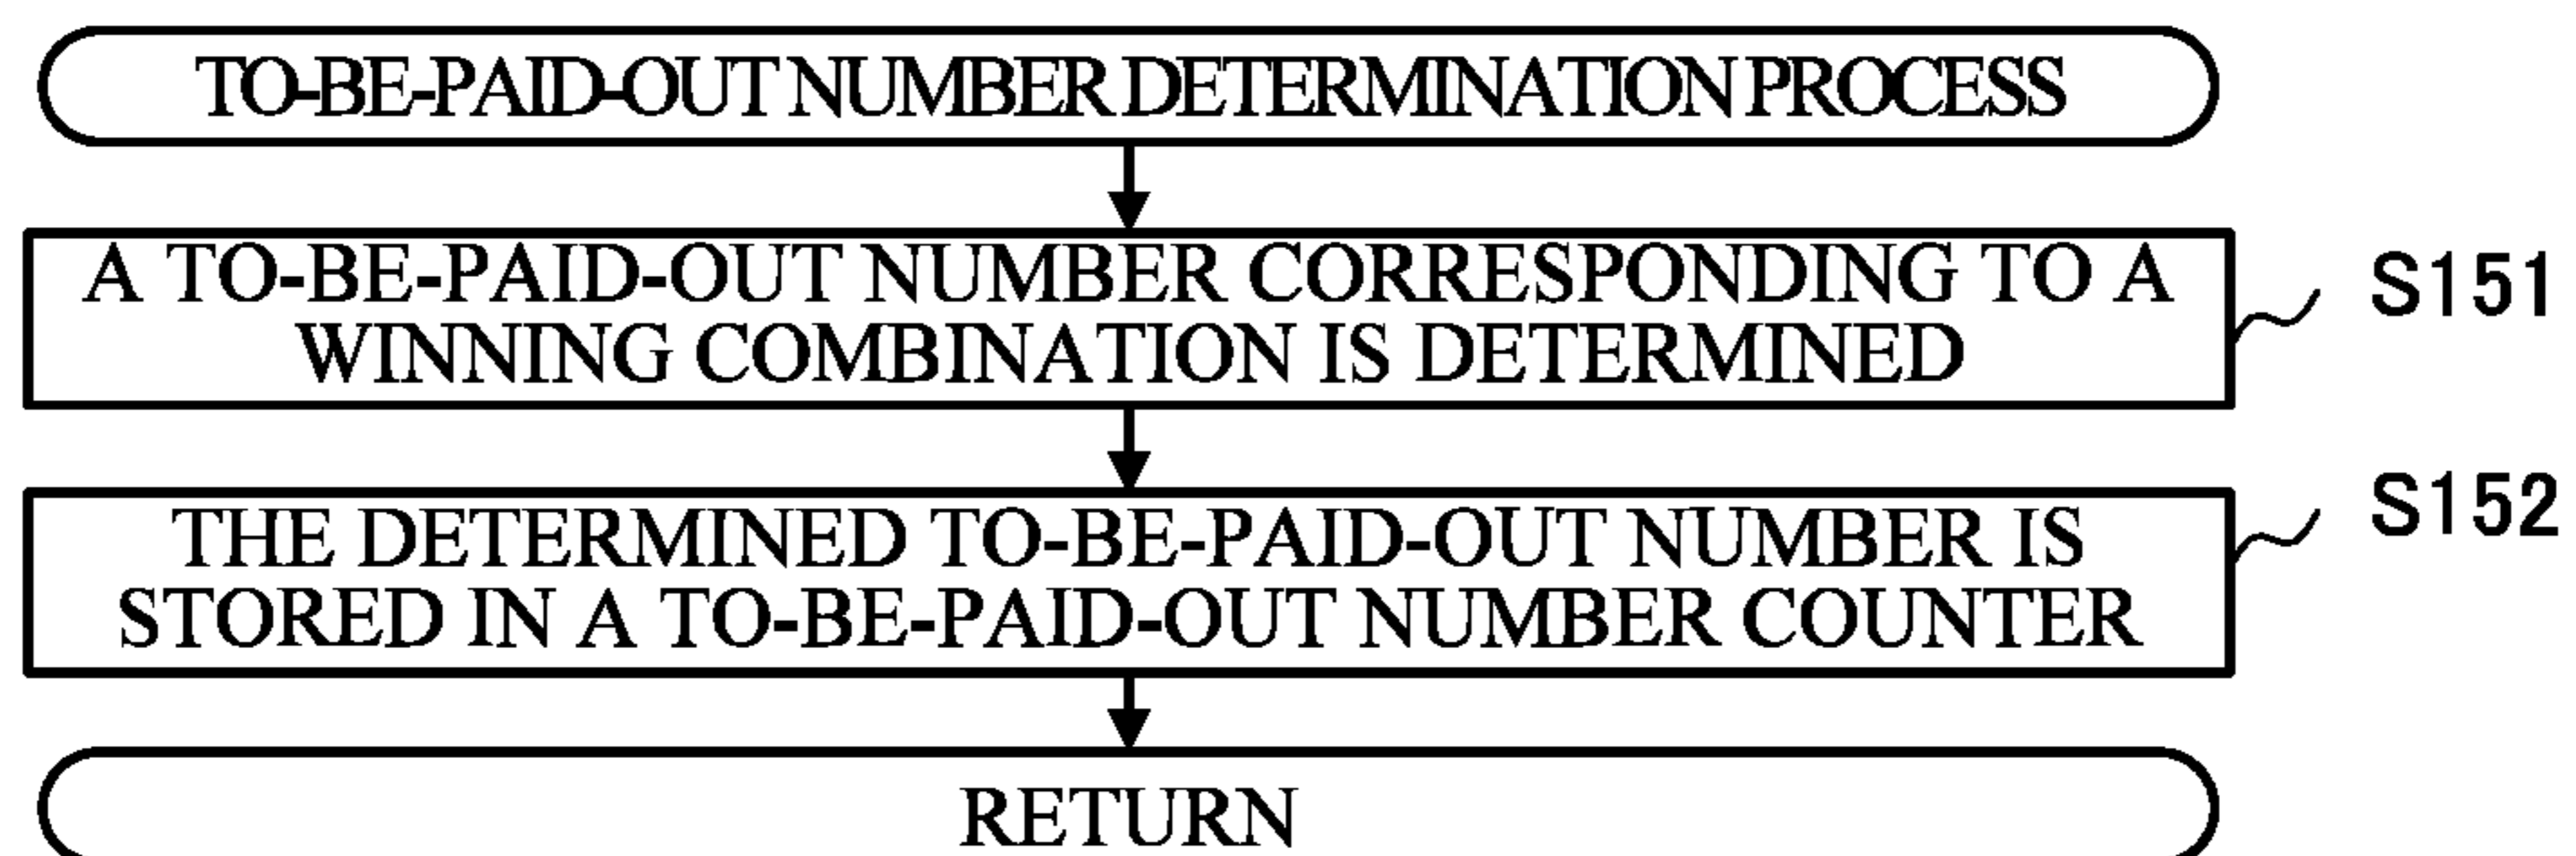 TO-BE-PAID-OUT NUMBER DETERMINATION PROCESS
A TO-BE-PAID-OUT NUMBER CORRESPONDING TO A
WINNING COMBINATION IS DETERMINED
S151
THE DETERMINED TO-BE-PAID-OUT NUMBER IS
STORED IN A TO-BE-PAID-OUT NUMBER COUNTER
S152
RETURN